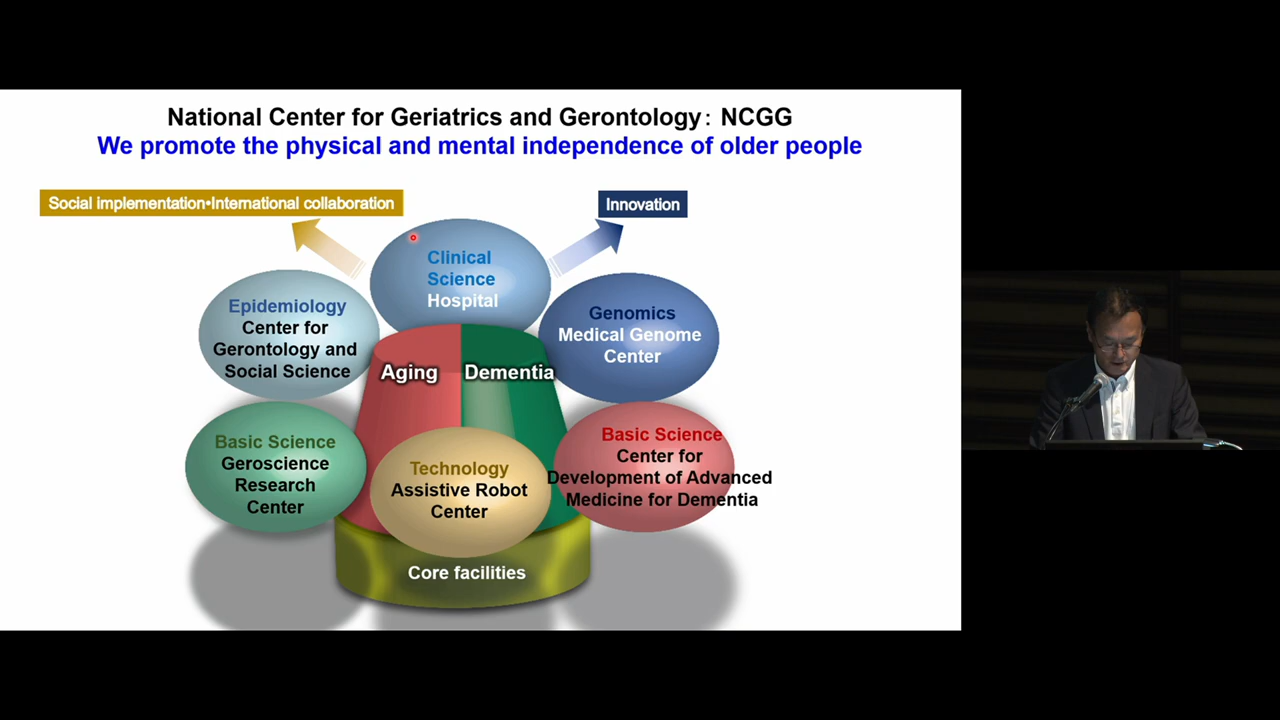 National Center for Geriatrics and Gerontology: NCGG
We promote the physical and mental independence of older people
Social implementation•International collaboration
Innovation
Clinical
Science
Hospital
Epidemiology
Center for
Gerontology and
Social Science
Genomics
Medical Genome
Center
Aging
Dementia
Basic Science
Geroscience
Research
Center
Technology
Assistive Robot
Center
Basic Science
Center for
Development of Advanced
Medicine for Dementia
Core facilities